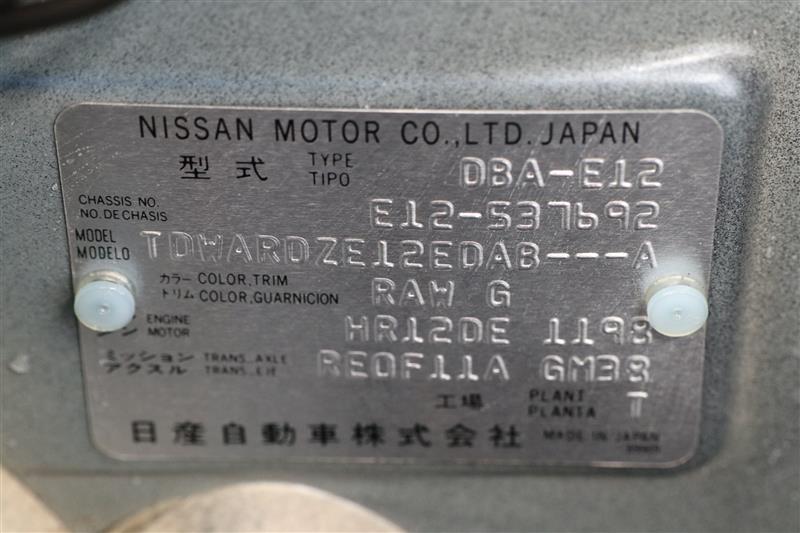 NISSAN MOTOR CO.,LTD. JAPAN
型式 TYPE TIPO DBA-E12
CHASSIS NO. NO. DE CHASIS E12-537692
MODEL MODELO TDWARDZE12EDAB---A
カラー COLOR,TRIM トリム COLOR,GUARNICION RAW G
ENGINE MOTOR HR12DE 1198
ミッション TRANS. AXLE アクスル TRANS. EJE RE0F11A GM38
工場 PLANT PLANTA T
日産自動車株式会社 MADE IN JAPAN